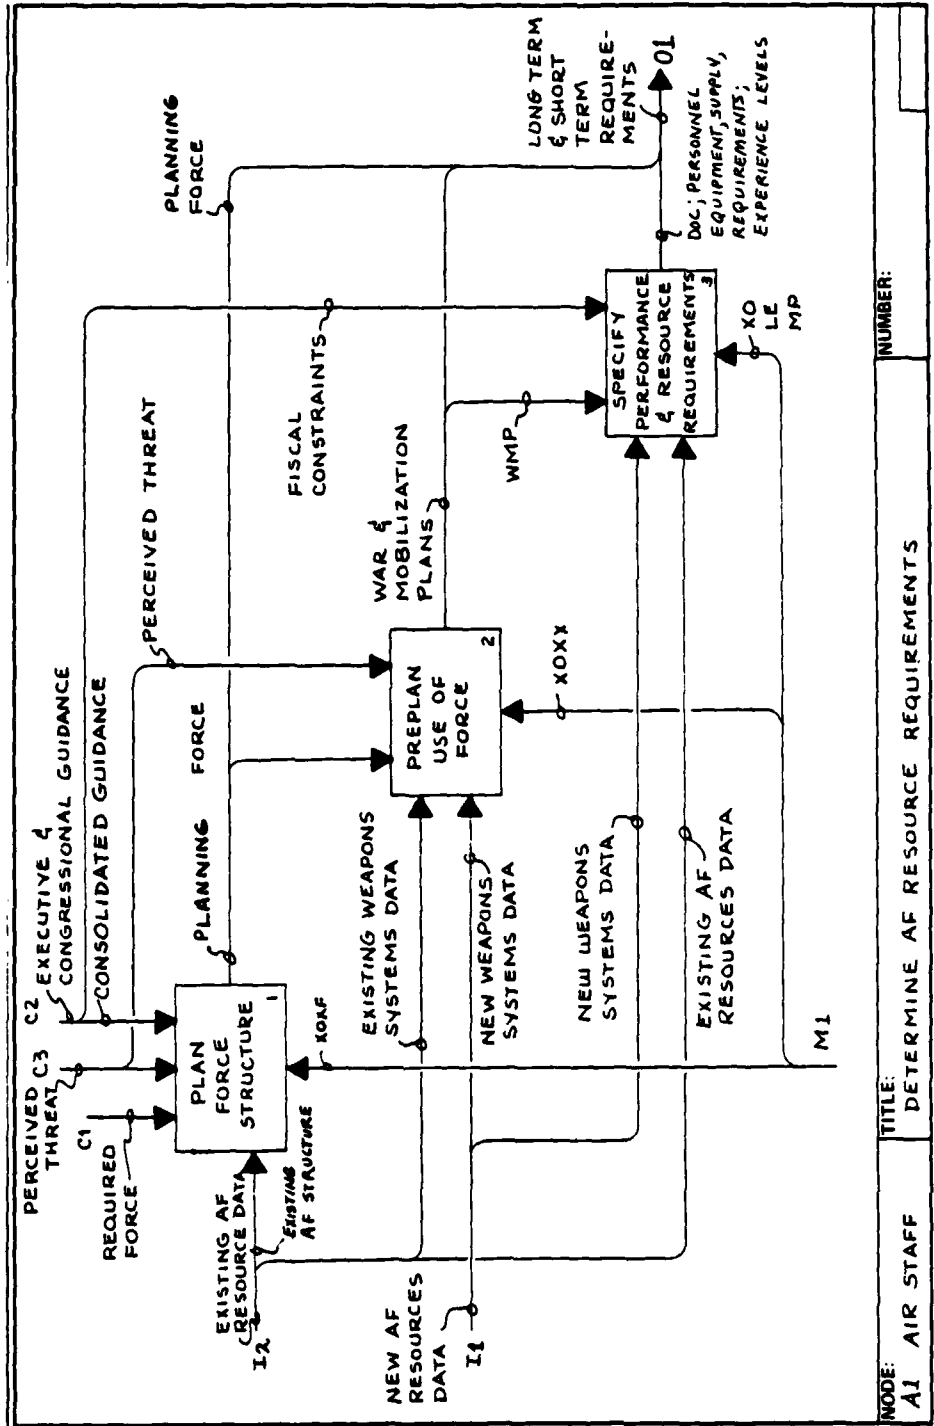 C2 EXECUTIVE &
CONGRESSIONAL GUIDANCE
CONSOLIDATED GUIDANCE
PERCEIVED
THREAT
C3
C1
REQUIRED
FORCE
PERCEIVED THREAT
PLANNING
FORCE
PLANNING FORCE
PLAN
FORCE
STRUCTURE
1
EXISTING AF
RESOURCE DATA
EXISTING
AF STRUCTURE
I2
XOXF
FISCAL
CONSTRAINTS
LONG TERM
& SHORT
TERM
REQUIRE-
MENTS
O1
WAR &
MOBILIZATION
PLANS
EXISTING WEAPONS
SYSTEMS DATA
PREPLAN
USE OF
FORCE
2
NEW AF
RESOURCES
DATA
I1
NEW WEAPONS
SYSTEMS DATA
XOXX
WMP
SPECIFY
PERFORMANCE
& RESOURCE
REQUIREMENTS
3
DOC; PERSONNEL
EQUIPMENT, SUPPLY,
REQUIREMENTS;
EXPERIENCE LEVELS
NEW WEAPONS
SYSTEMS DATA
EXISTING AF
RESOURCES DATA
XO
LE
MP
M1
NODE:
A1 AIR STAFF
TITLE:
DETERMINE AF RESOURCE REQUIREMENTS
NUMBER: